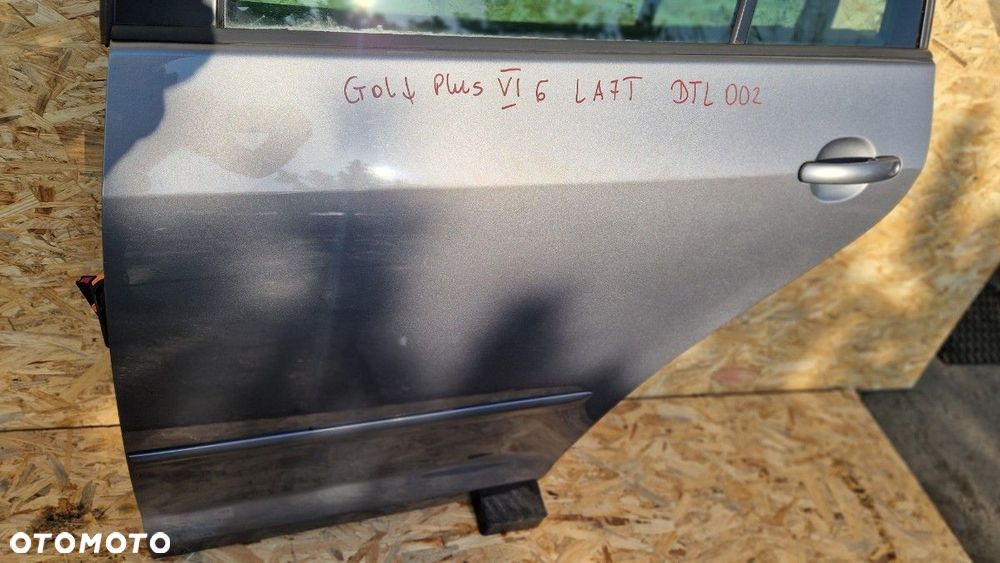 Golf Plus VI 6 LA7T DTL 002
OTOMOTO